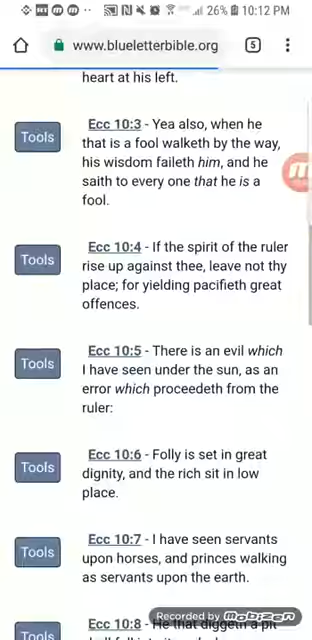 26% 10:12 PM
www.blueletterbible.org
5
heart at his left.
Tools
Ecc 10:3 - Yea also, when he
that is a fool walketh by the way,
his wisdom faileth him, and he
saith to every one that he is a
fool.
Tools
Ecc 10:4 - If the spirit of the ruler
rise up against thee, leave not thy
place; for yielding pacifieth great
offences.
Tools
Ecc 10:5 - There is an evil which
I have seen under the sun, as an
error which proceedeth from the
ruler:
Tools
Ecc 10:6 - Folly is set in great
dignity, and the rich sit in low
place.
Tools
Ecc 10:7 - I have seen servants
upon horses, and princes walking
as servants upon the earth.
Tools
Ecc 10:8 - He that diggeth a pit
Recorded by Mobizen